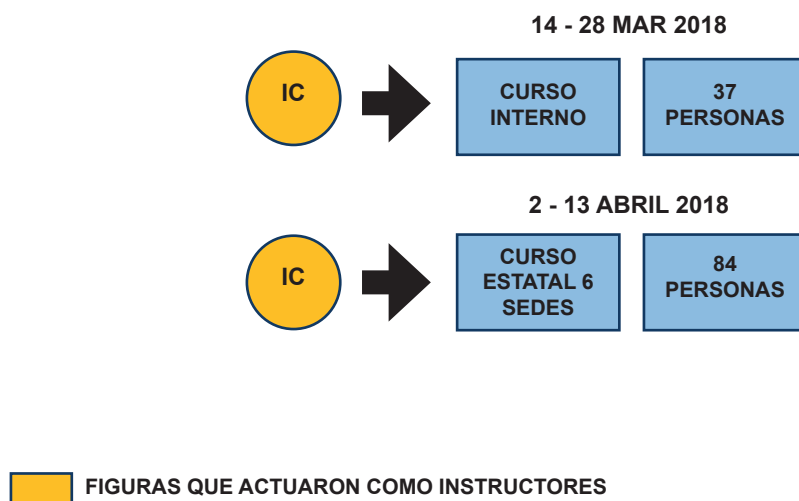 14 - 28 MAR 2018
IC
CURSO
INTERNO
37
PERSONAS
2 - 13 ABRIL 2018
IC
CURSO
ESTATAL 6
SEDES
84
PERSONAS
FIGURAS QUE ACTUARON COMO INSTRUCTORES